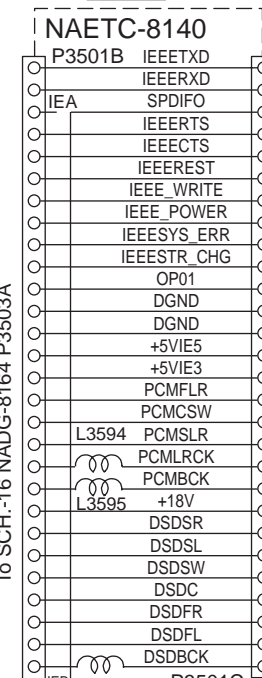 NAETC-8140
P3501B IEEETXD
IEERXD
IEA SPDIFO
IEEERTS
IEEECTS
IEEEREST
IEEE_WRITE
IEEE_POWER
IEEESYS_ERR
IEEESTR_CHG
OP01
DGND
DGND
+5VIE5
+5VIE3
PCMFLR
PCMCSW
L3594 PCMSLR
PCMLRCK
PCMBCK
L3595 +18V
DSDSR
DSDSL
DSDSW
DSDC
DSDFR
DSDFL
DSDBCK
To SCH.-16 NADG-8164 P3503A